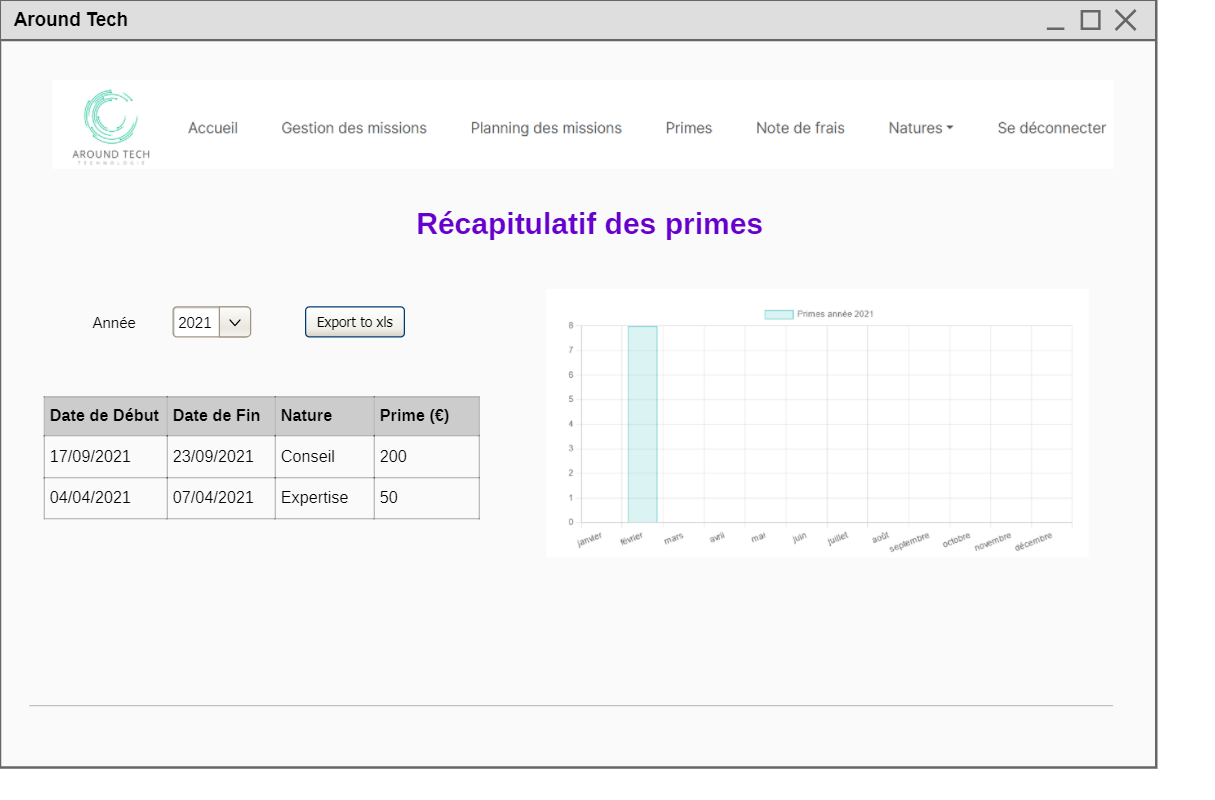 Around Tech
AROUND TECH
TECHNOLOGIE
Accueil Gestion des missions Planning des missions Primes Note de frais Natures Se déconnecter
Récapitulatif des primes
Année 2021 Export to xls
Date de Début Date de Fin Nature Prime (€)
17/09/2021 23/09/2021 Conseil 200
04/04/2021 07/04/2021 Expertise 50
Primes année 2021
8
7
6
5
4
3
2
1
0
janvier février mars avril mai juin juillet août septembre octobre novembre décembre